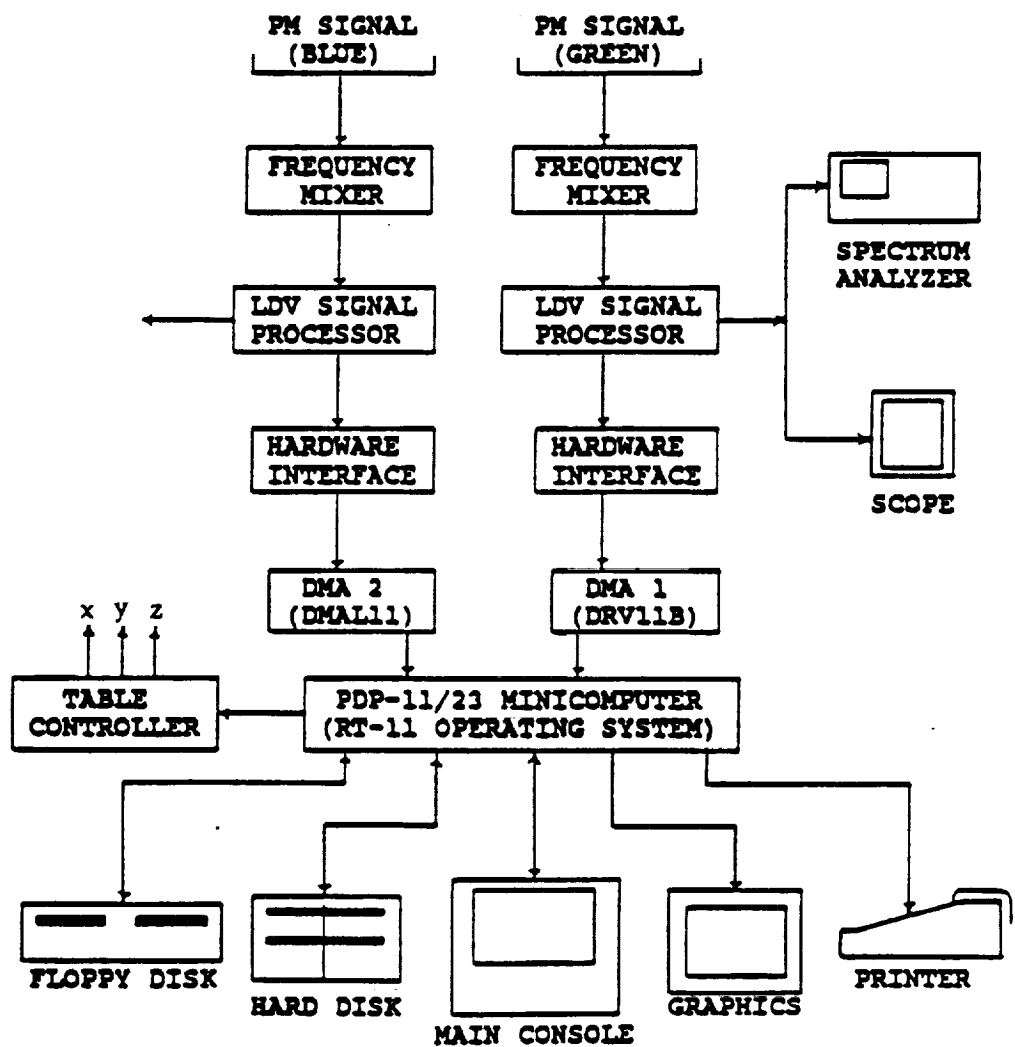 PM SIGNAL
(BLUE)
PM SIGNAL
(GREEN)
FREQUENCY
MIXER
FREQUENCY
MIXER
SPECTRUM
ANALYZER
LDV SIGNAL
PROCESSOR
LDV SIGNAL
PROCESSOR
HARDWARE
INTERFACE
HARDWARE
INTERFACE
SCOPE
DMA 2
(DMAL11)
DMA 1
(DRV11B)
x y z
TABLE
CONTROLLER
PDP-11/23 MINICOMPUTER
(RT-11 OPERATING SYSTEM)
FLOPPY DISK
HARD DISK
MAIN CONSOLE
GRAPHICS
PRINTER